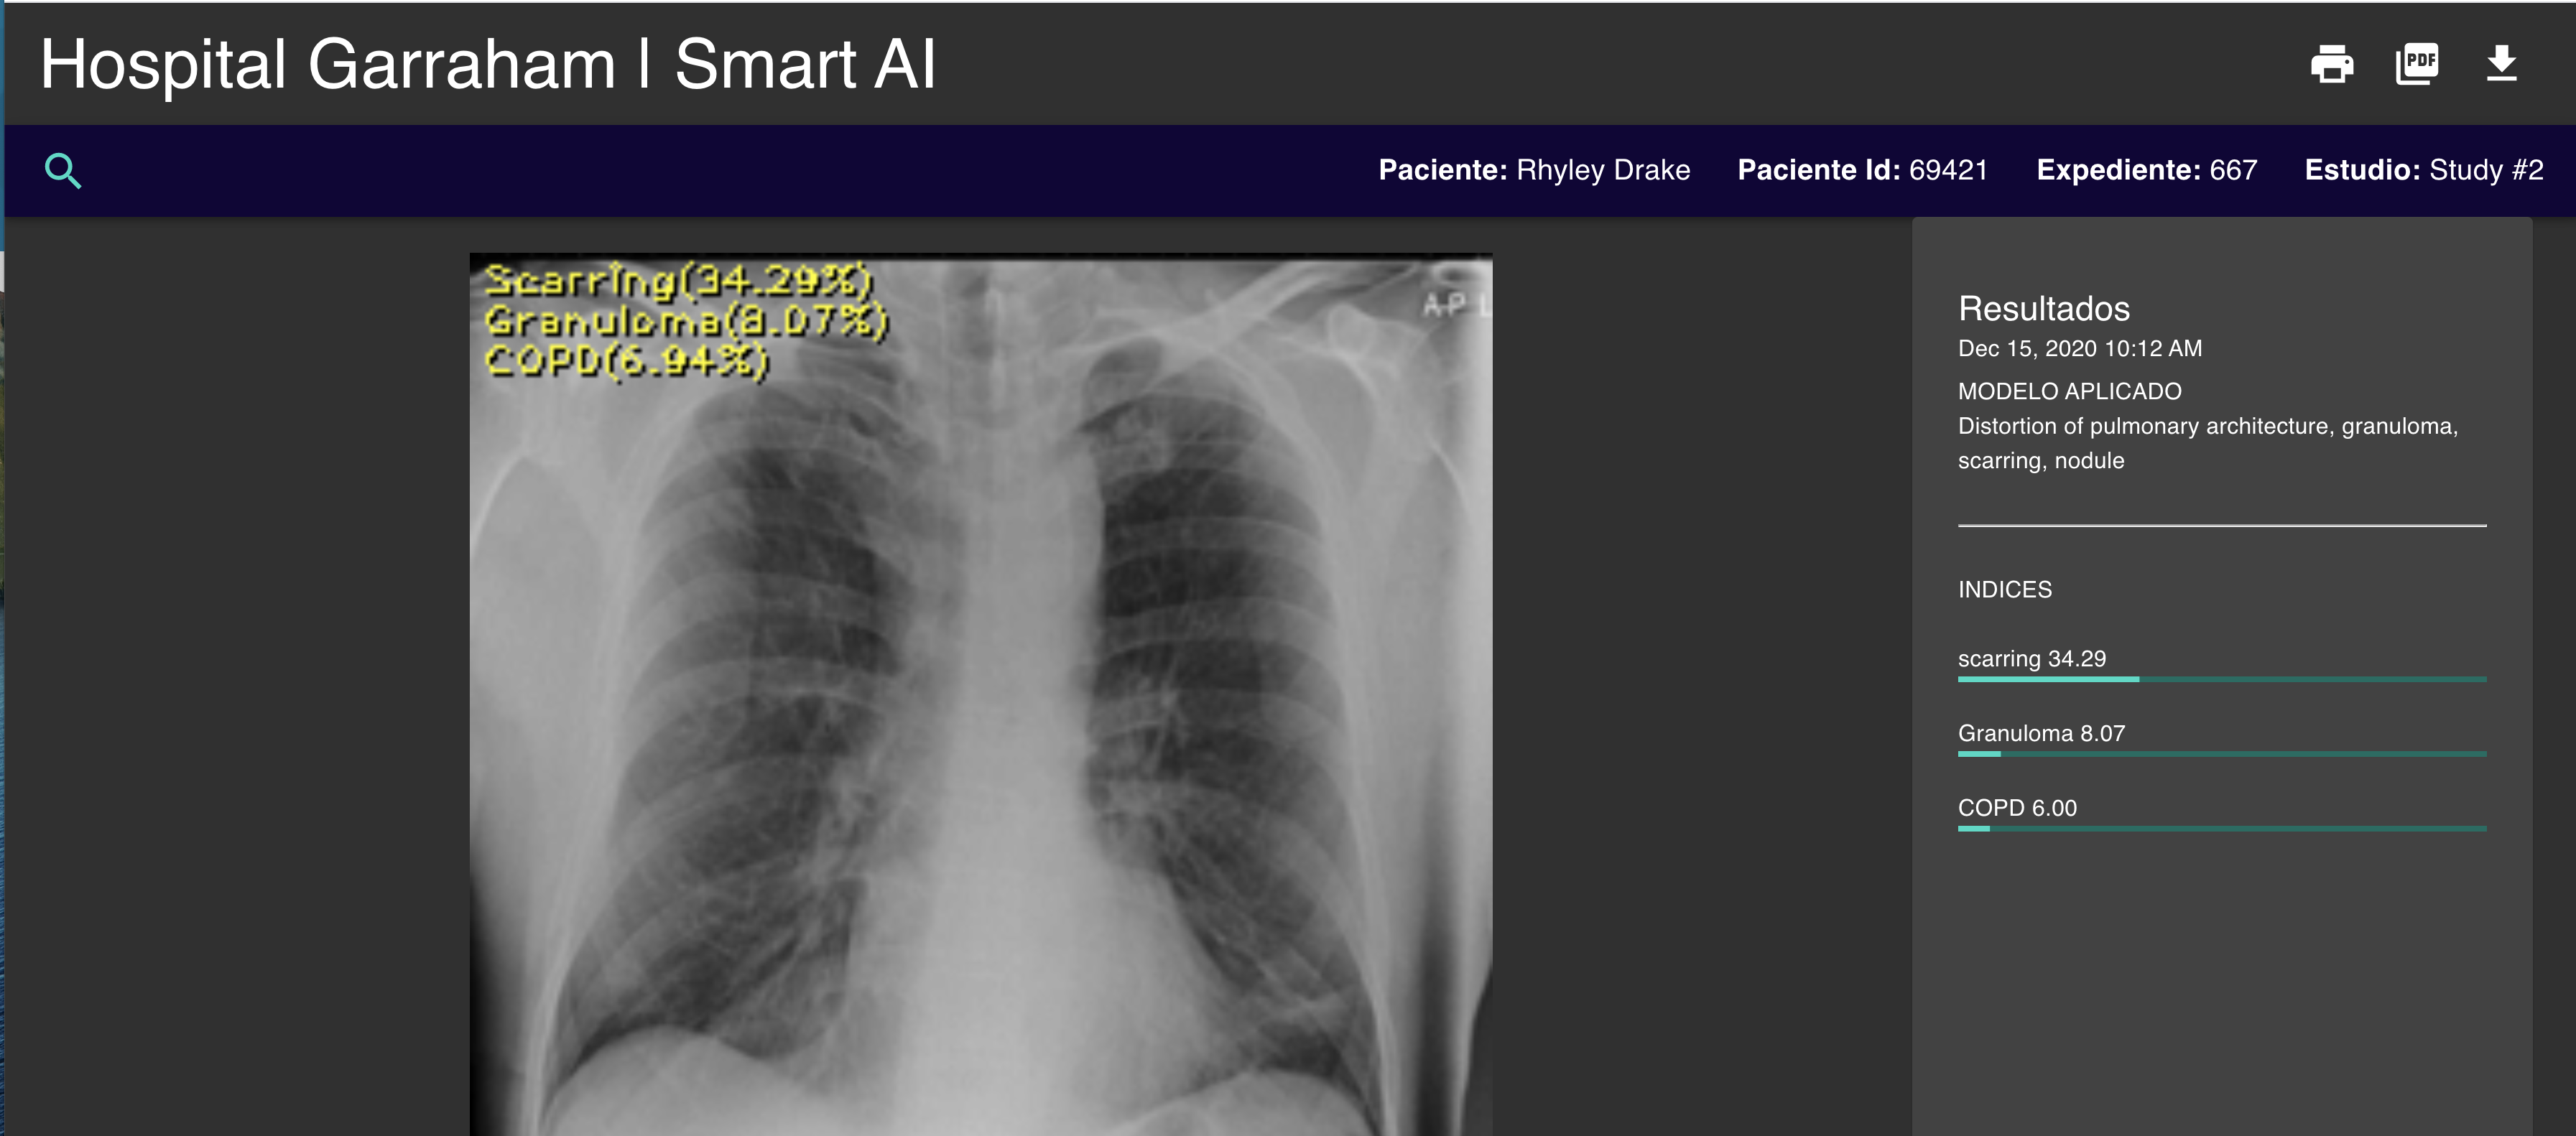 Hospital Garraham | Smart AI
PDF
Paciente: Rhyley Drake Paciente Id: 69421 Expediente: 667 Estudio: Study #2
Scarring(34.29%)
Granuloma(8.07%)
COPD(6.94%)
AP L
Resultados
Dec 15, 2020 10:12 AM
MODELO APLICADO
Distortion of pulmonary architecture, granuloma,
scarring, nodule
INDICES
scarring 34.29
Granuloma 8.07
COPD 6.00